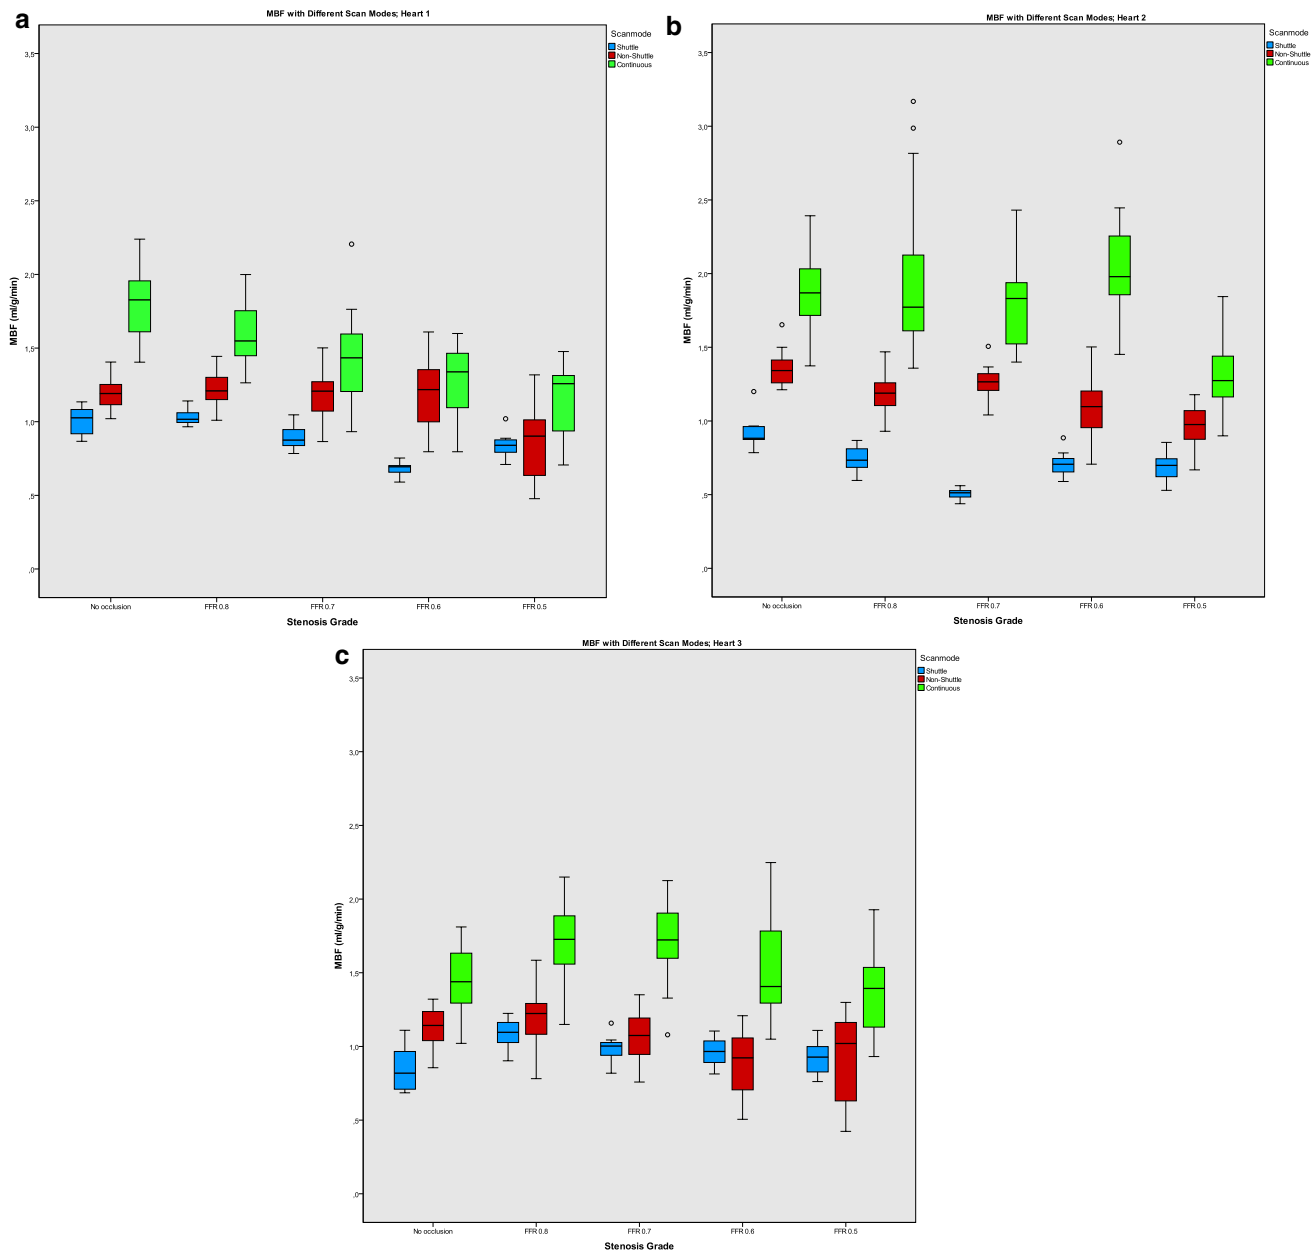 a
MBF with Different Scan Modes; Heart 1
Scanmode
Shuttle
Non-Shuttle
Continuous
3,5
3,0
2,5
2,0
1,5
1,0
,5
,0
MBF (ml/g/min)
No occlusion FFR 0.8 FFR 0.7 FFR 0.6 FFR 0.5
Stenosis Grade
b
MBF with Different Scan Modes; Heart 2
Scanmode
Shuttle
Non-Shuttle
Continuous
3,5
3,0
2,5
2,0
1,5
1,0
,5
,0
MBF (ml/g/min)
No occlusion FFR 0.8 FFR 0.7 FFR 0.6 FFR 0.5
Stenosis Grade
c
MBF with Different Scan Modes; Heart 3
Scanmode
Shuttle
Non-Shuttle
Continuous
3,5
3,0
2,5
2,0
1,5
1,0
,5
,0
MBF (ml/g/min)
No occlusion FFR 0.8 FFR 0.7 FFR 0.6 FFR 0.5
Stenosis Grade